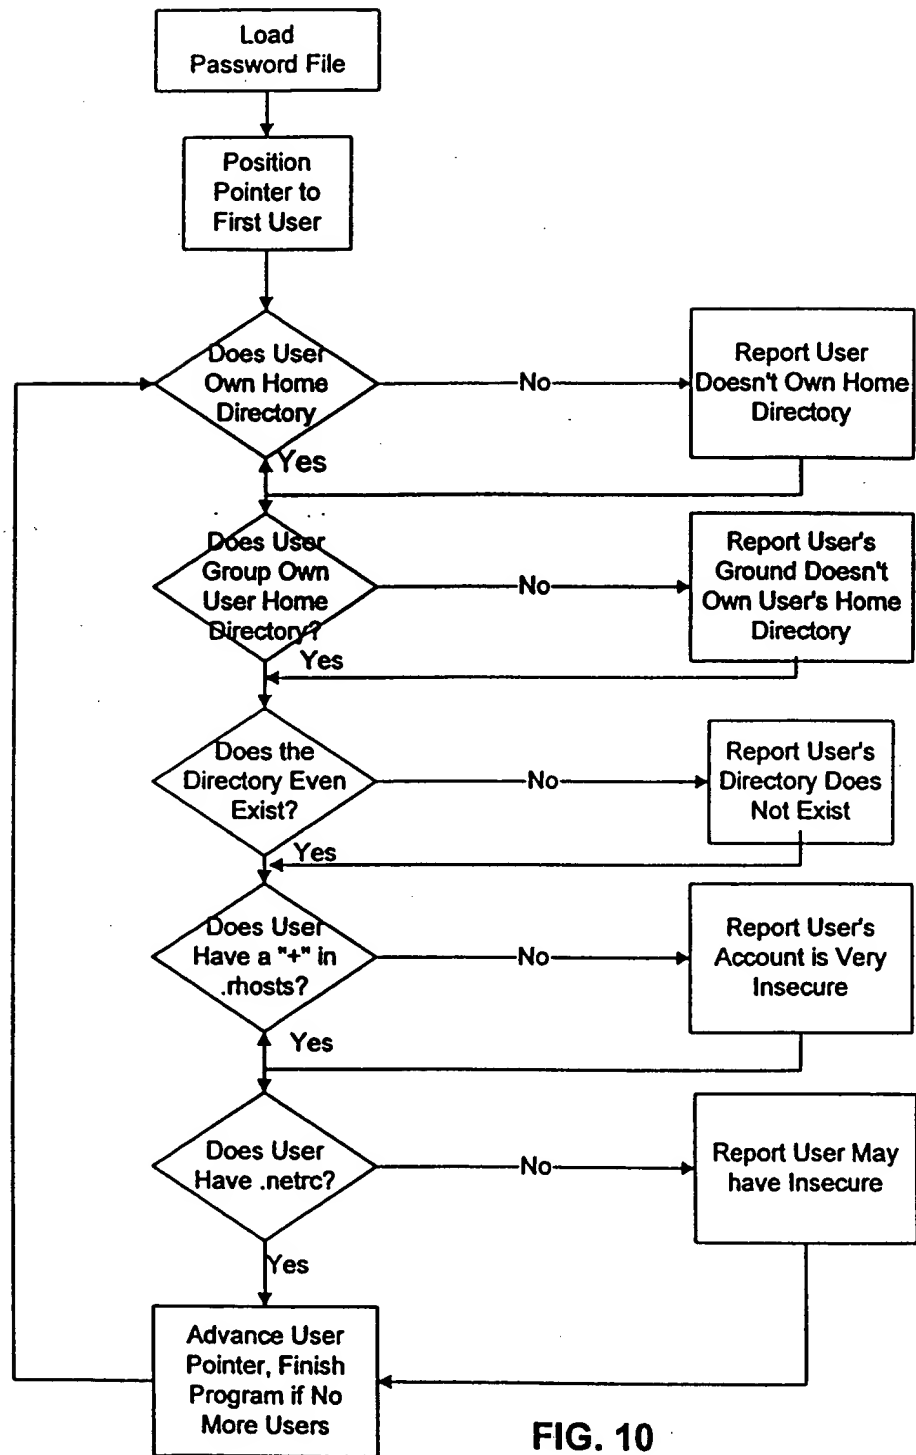 Load
Password File
Position
Pointer to
First User
Does User
Own Home
Directory
No
Report User
Doesn't Own Home
Directory
Yes
Does User
Group Own
User Home
Directory?
No
Report User's
Ground Doesn't
Own User's Home
Directory
Yes
Does the
Directory Even
Exist?
No
Report User's
Directory Does
Not Exist
Yes
Does User
Have a "+" in
.rhosts?
No
Report User's
Account is Very
Insecure
Yes
Does User
Have .netrc?
No
Report User May
have Insecure
Yes
Advance User
Pointer, Finish
Program if No
More Users
FIG. 10